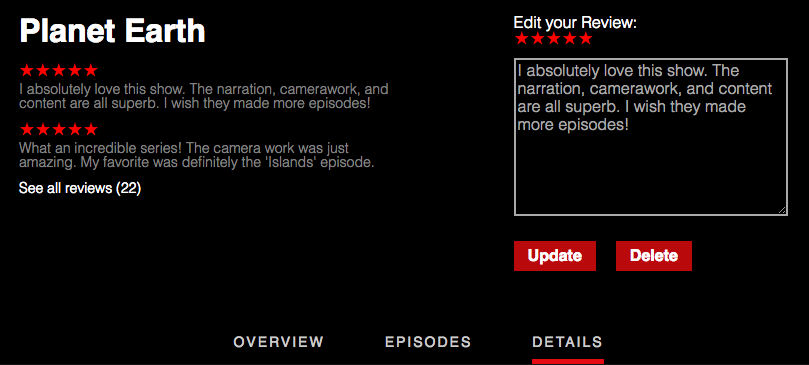 Planet Earth
★★★★★
I absolutely love this show. The narration, camerawork, and
content are all superb. I wish they made more episodes!
★★★★★
What an incredible series! The camera work was just
amazing. My favorite was definitely the 'Islands' episode.
See all reviews (22)
Edit your Review:
★★★★★
I absolutely love this show. The
narration, camerawork, and content
are all superb. I wish they made
more episodes!
Update Delete
OVERVIEW EPISODES DETAILS